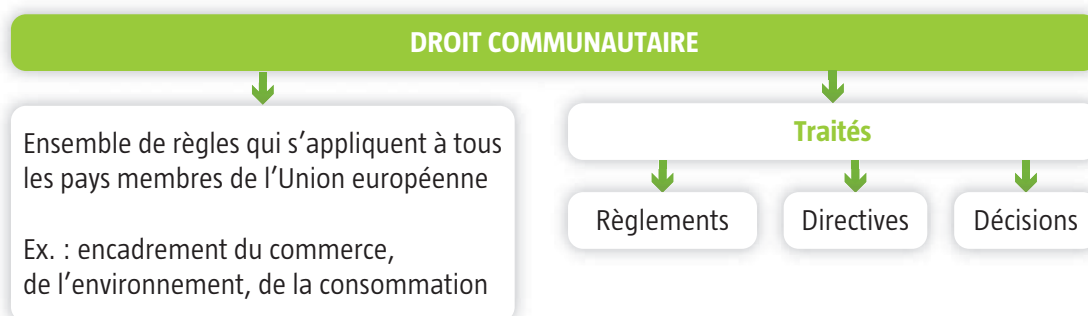 DROIT COMMUNAUTAIRE
Ensemble de règles qui s'appliquent à tous
les pays membres de l'Union européenne
Ex. : encadrement du commerce,
de l'environnement, de la consommation
Traités
Règlements
Directives
Décisions